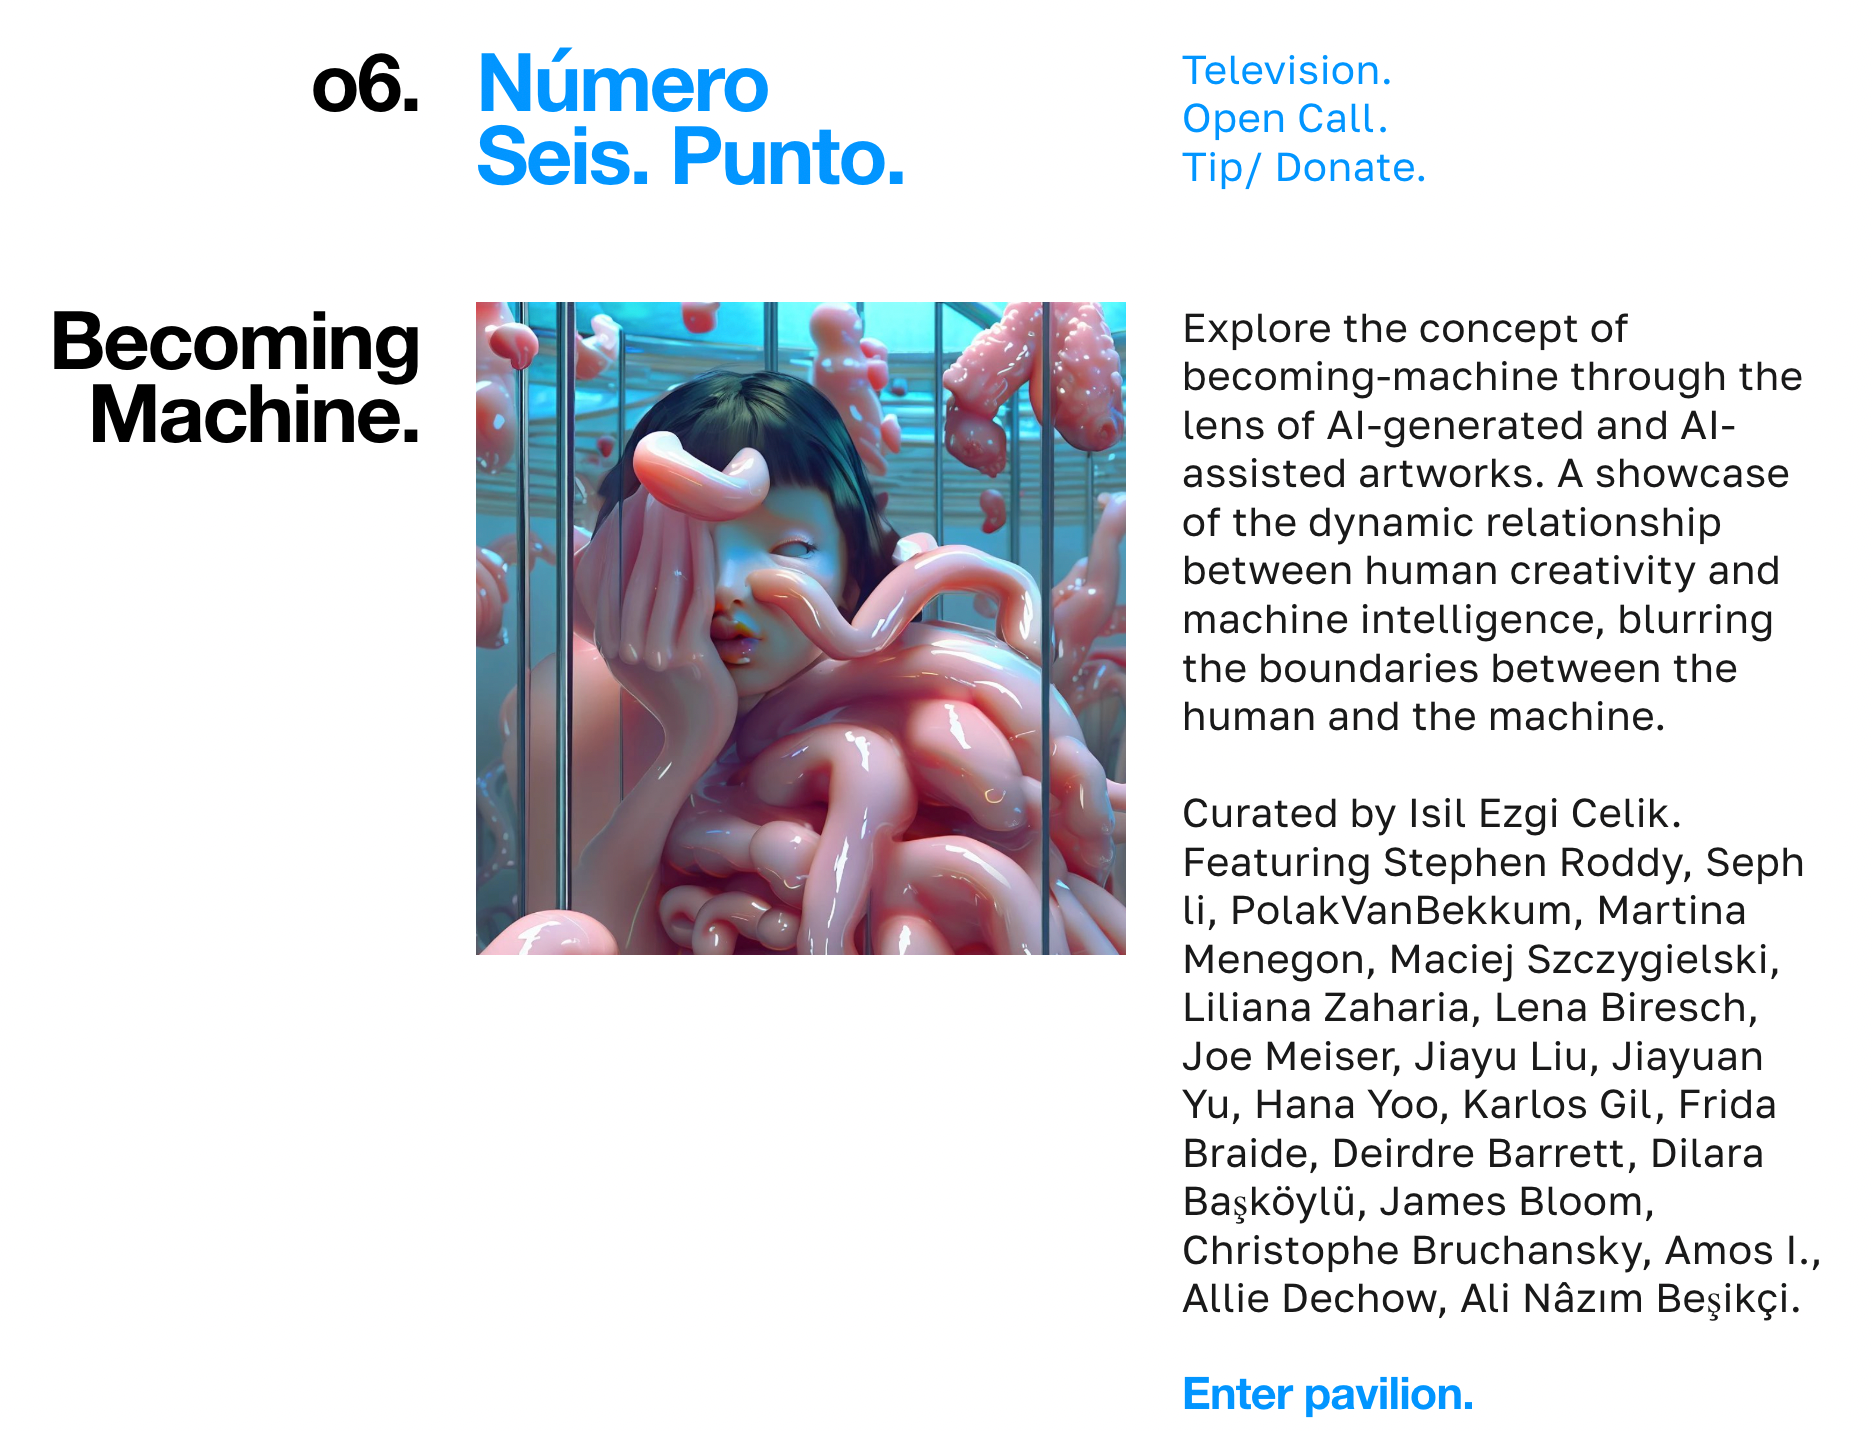 o6.
Número
Seis. Punto.
Television.
Open Call.
Tip/ Donate.
Becoming
Machine.
Explore the concept of
becoming-machine through the
lens of AI-generated and AI-
assisted artworks. A showcase
of the dynamic relationship
between human creativity and
machine intelligence, blurring
the boundaries between the
human and the machine.
Curated by Isil Ezgi Celik.
Featuring Stephen Roddy, Seph
li, PolakVanBekkum, Martina
Menegon, Maciej Szczygielski,
Liliana Zaharia, Lena Biresch,
Joe Meiser, Jiayu Liu, Jiayuan
Yu, Hana Yoo, Karlos Gil, Frida
Braide, Deirdre Barrett, Dilara
Başköylü, James Bloom,
Christophe Bruchansky, Amos I.,
Allie Dechow, Ali Nâzım Beşikçi.
Enter pavilion.